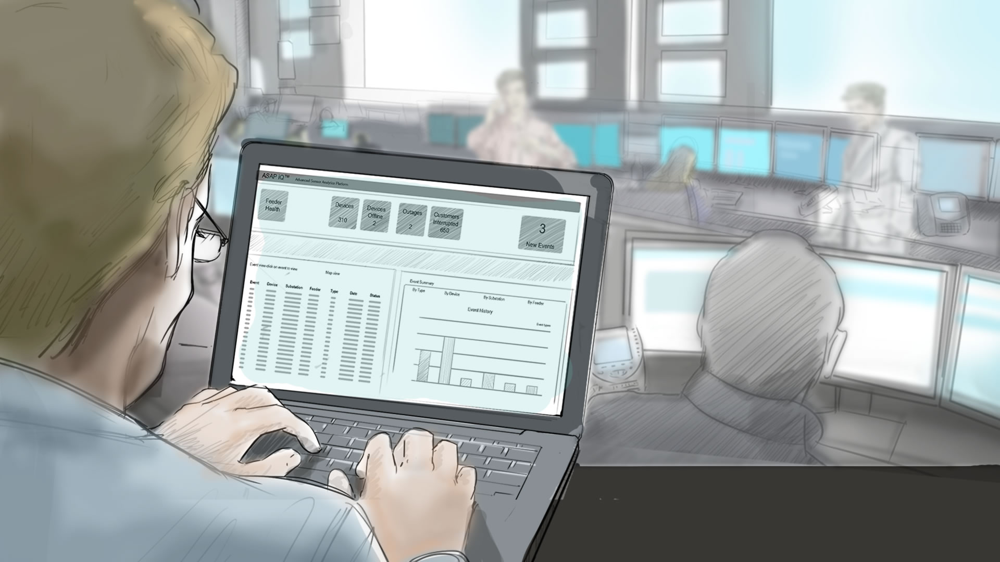 ASAP iQ™ Advanced Sensor Analytics Platform
Feeder
Health
Devices
310
Devices
Offline
2
Outages
2
Customers
Interrupted
650
3
New Events
Event view-click on event to view
Map view
Event Device Substation Feeder Type Date Status
Event Summary
By Type By Device By Substation By Feeder
Event History
Event types